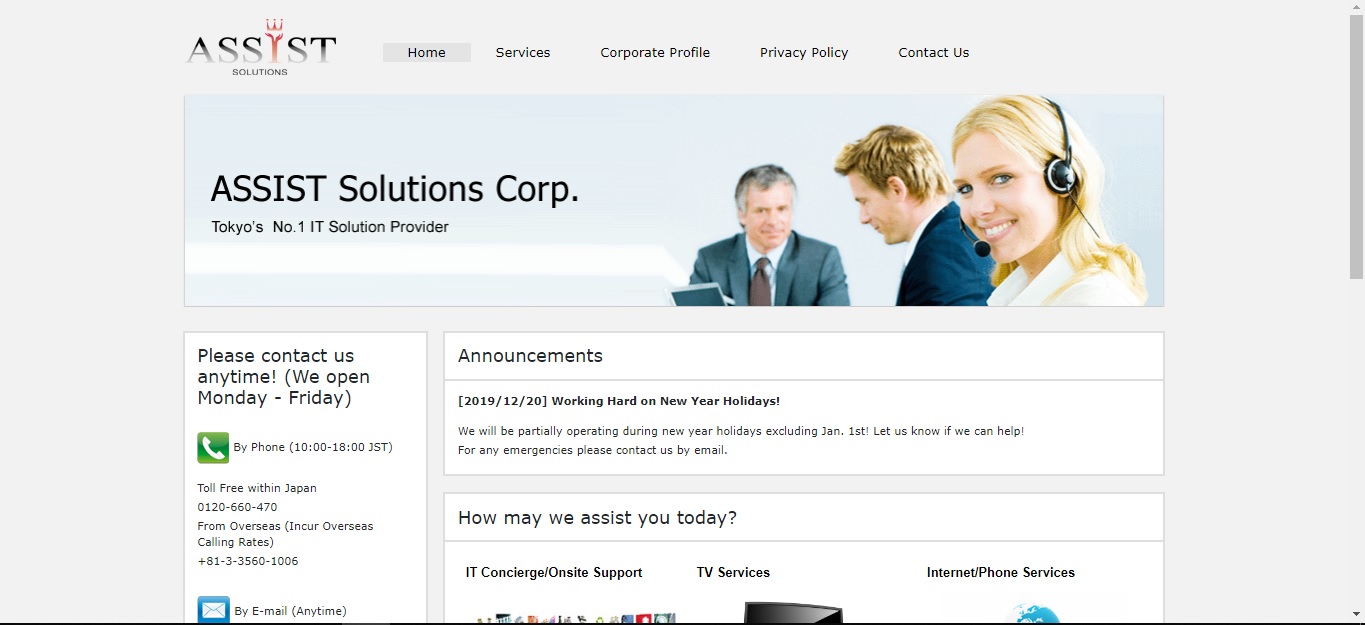 ASSIST
SOLUTIONS
Home
Services
Corporate Profile
Privacy Policy
Contact Us
ASSIST Solutions Corp.
Tokyo's No.1 IT Solution Provider
Please contact us
anytime! (We open
Monday - Friday)
By Phone (10:00-18:00 JST)
Toll Free within Japan
0120-660-470
From Overseas (Incur Overseas
Calling Rates)
+81-3-3560-1006
By E-mail (Anytime)
Announcements
[2019/12/20] Working Hard on New Year Holidays!
We will be partially operating during new year holidays excluding Jan. 1st! Let us know if we can help!
For any emergencies please contact us by email.
How may we assist you today?
IT Concierge/Onsite Support
TV Services
Internet/Phone Services